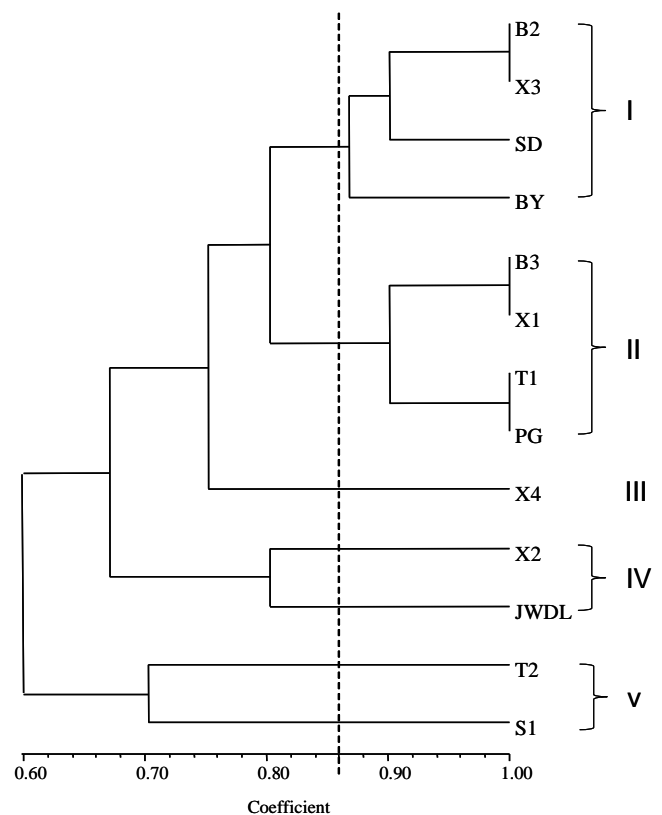 B2
X3
I
SD
BY
B3
X1
II
T1
PG
X4 III
X2
IV
JWDL
T2
v
S1
0.60 0.70 0.80 0.90 1.00
Coefficient